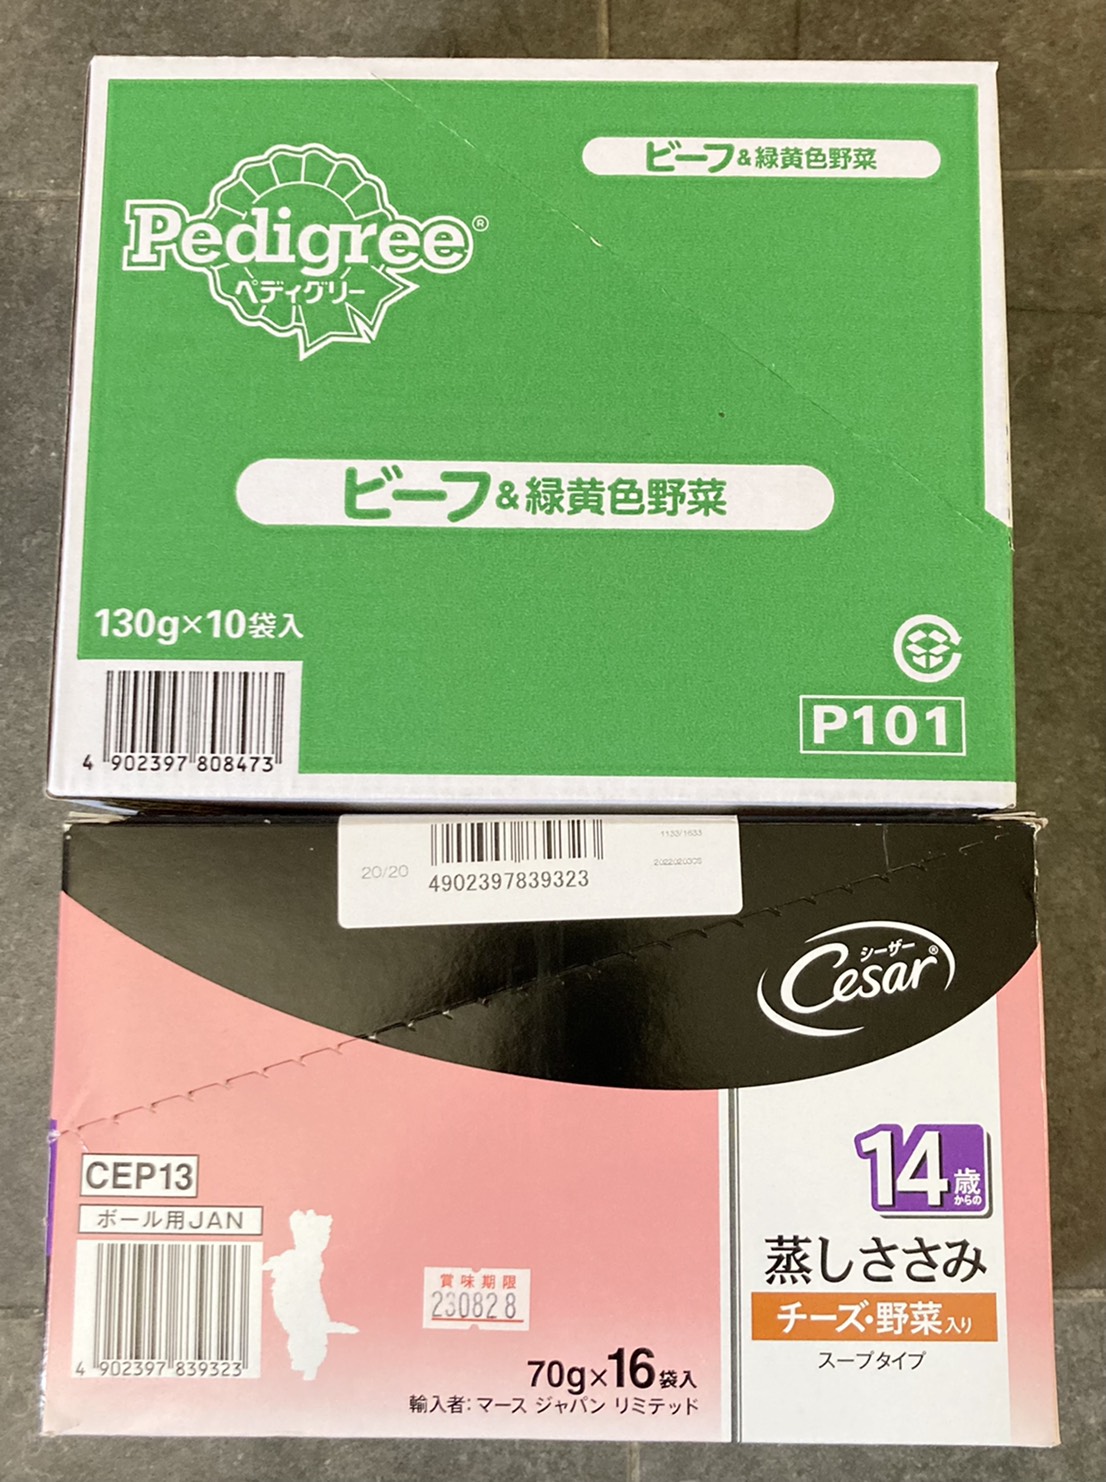 ビーフ&緑黄色野菜
Pedigree®
ペディグリー
ビーフ&緑黄色野菜
130g×10袋入
P101
4 902397 808473
20/20
4902397839323
1133/1633
シーザー
Cesar®
14歳からの
CEP13
ボール用JAN
蒸しささみ
チーズ・野菜入り
スープタイプ
賞味期限
230828
4 902397 839323
70g×16袋入
輸入者:マース ジャパン リミテッド